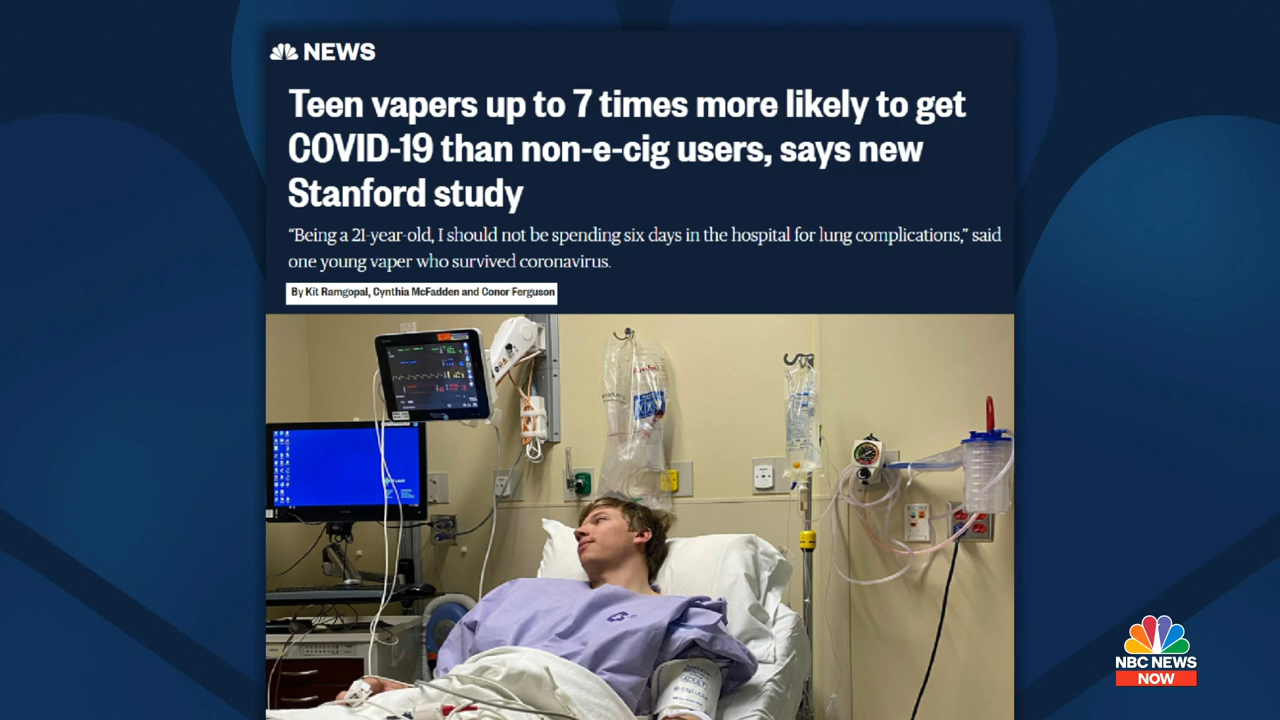 NEWS
Teen vapers up to 7 times more likely to get
COVID-19 than non-e-cig users, says new
Stanford study
“Being a 21-year-old, I should not be spending six days in the hospital for lung complications,” said
one young vaper who survived coronavirus.
By Kit Ramgopal, Cynthia McFadden and Conor Ferguson
NBC NEWS
NOW